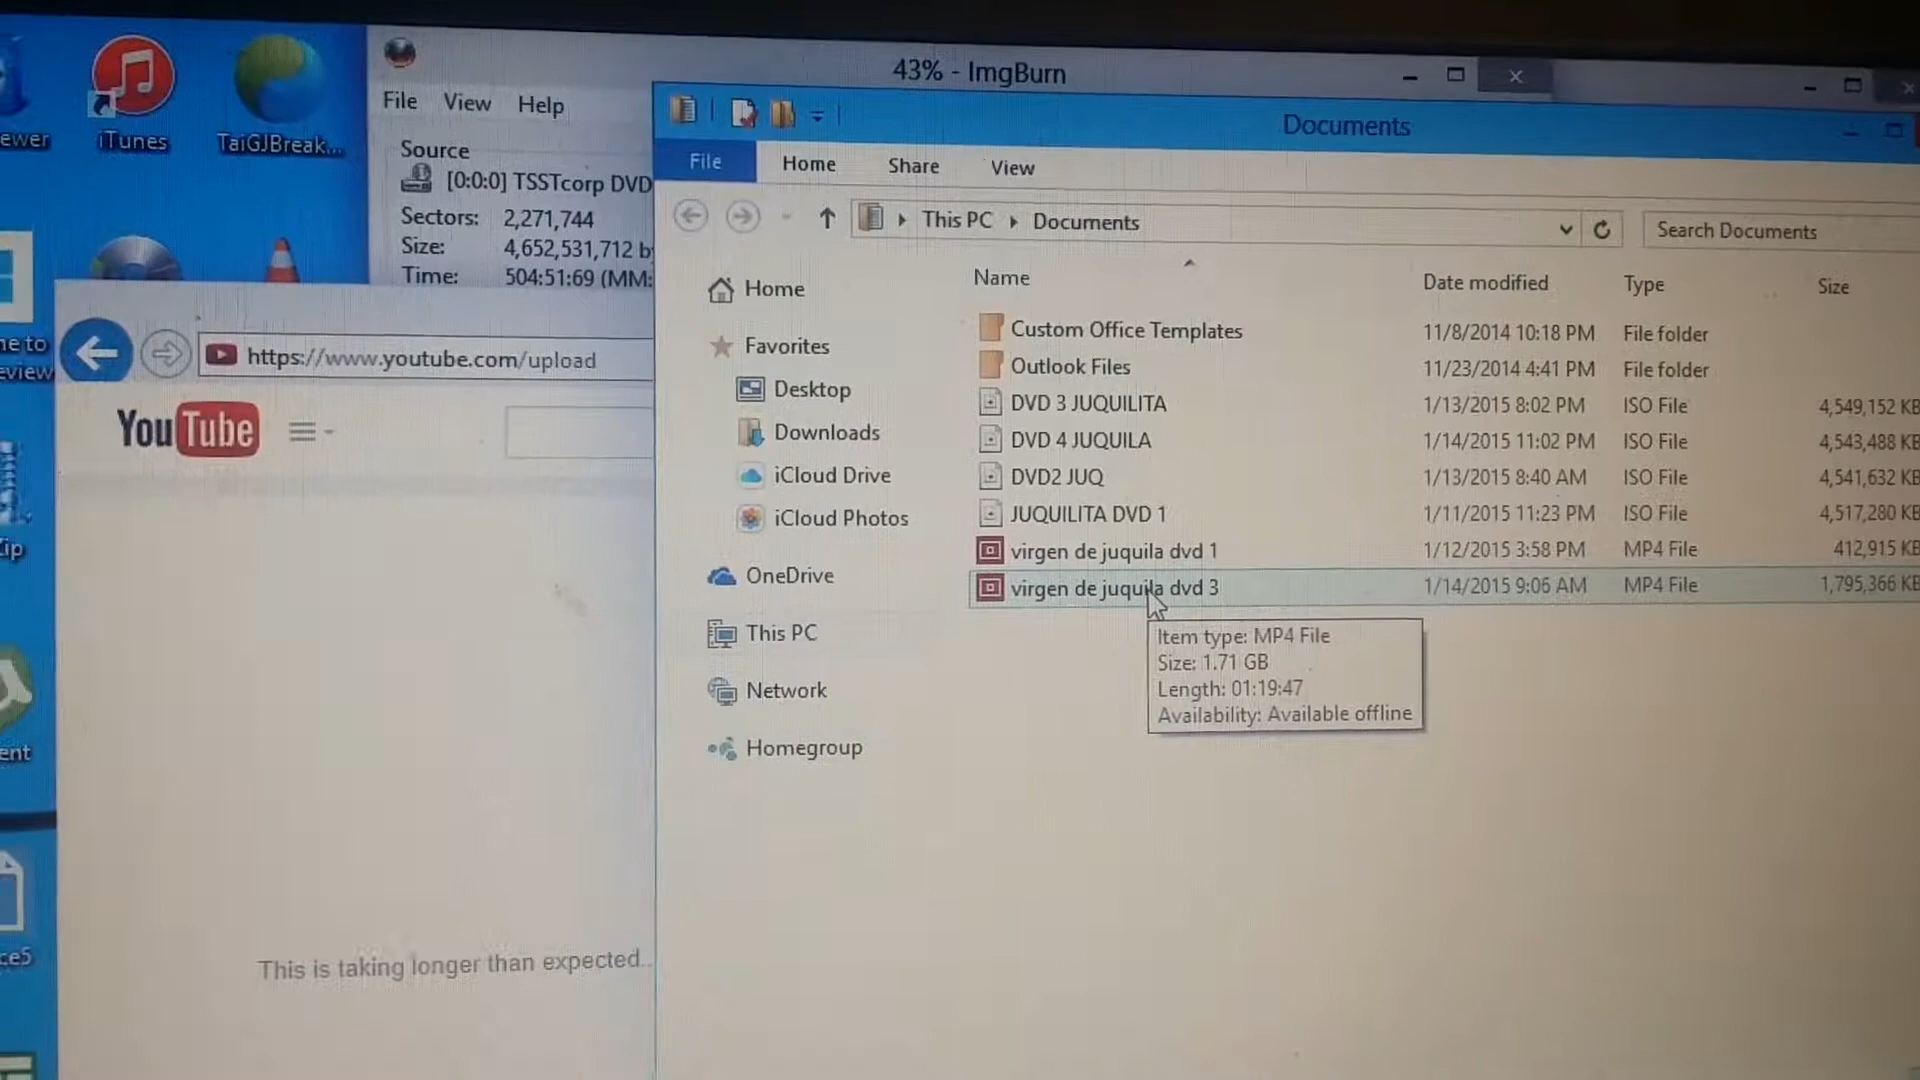 ewer
iTunes
TaiGJBreak...
43% - ImgBurn
File View Help
Source
[0:0:0] TSSTcorp DVD
Sectors: 2,271,744
Size: 4,652,531,712 by
Time: 504:51:69 (MM:
https://www.youtube.com/upload
YouTube
This is taking longer than expected...
ne to
eview
Zip
ent
ce5
Documents
File Home Share View
This PC Documents
Search Documents
Home
Favorites
Desktop
Downloads
iCloud Drive
iCloud Photos
OneDrive
This PC
Network
Homegroup
Name Date modified Type Size
Custom Office Templates 11/8/2014 10:18 PM File folder
Outlook Files 11/23/2014 4:41 PM File folder
DVD 3 JUQUILITA 1/13/2015 8:02 PM ISO File 4,549,152 KB
DVD 4 JUQUILA 1/14/2015 11:02 PM ISO File 4,543,488 KB
DVD2 JUQ 1/13/2015 8:40 AM ISO File 4,541,632 KB
JUQUILITA DVD 1 1/11/2015 11:23 PM ISO File 4,517,280 KB
virgen de juquila dvd 1 1/12/2015 3:58 PM MP4 File 412,915 KB
virgen de juquila dvd 3 1/14/2015 9:06 AM MP4 File 1,795,366 KB
Item type: MP4 File
Size: 1.71 GB
Length: 01:19:47
Availability: Available offline